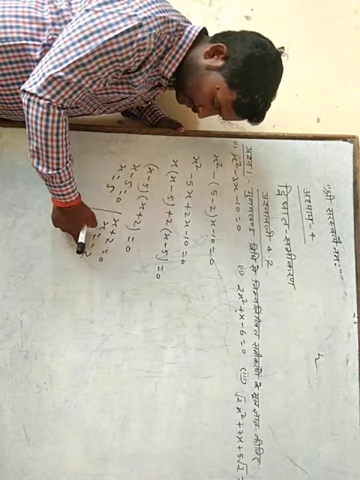 ॥श्री सरस्वती नमः॥
अध्याय - 4
द्विघात समीकरण
प्रश्नावली 4.2
प्रश्न 1. गुणनखंड विधि से निम्नलिखित समीकरणों के मूल ज्ञात कीजिए
(i) x² - 3x - 10 = 0 (ii) 2x² + x - 6 = 0 (iii) √2x² + 7x + 5√2 =
x² - (5-2)x - 10 = 0
x² - 5x + 2x - 10 = 0
x(x-5) + 2(x-5) = 0
(x-5)(x+2) = 0
x-5 = 0 | x+2 = 0
x = 5 | x = -2